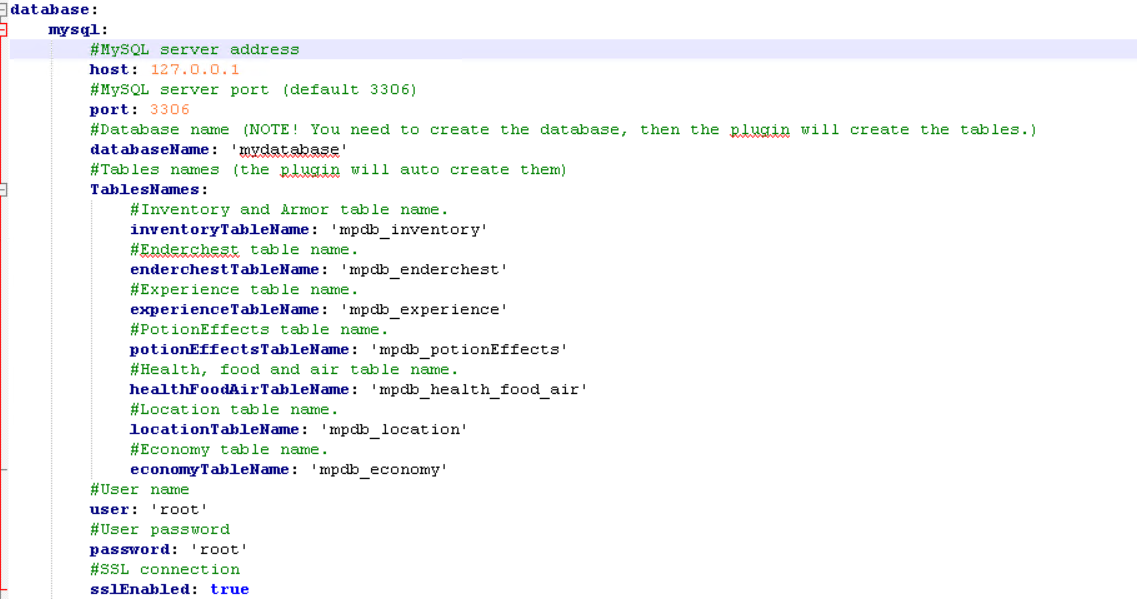 database:
mysql:
#MySQL server address
host: 127.0.0.1
#MySQL server port (default 3306)
port: 3306
#Database name (NOTE! You need to create the database, then the plugin will create the tables.)
databaseName: 'mydatabase'
#Tables names (the plugin will auto create them)
TablesNames:
#Inventory and Armor table name.
inventoryTableName: 'mpdb_inventory'
#Enderchest table name.
enderchestTableName: 'mpdb_enderchest'
#Experience table name.
experienceTableName: 'mpdb_experience'
#PotionEffects table name.
potionEffectsTableName: 'mpdb_potionEffects'
#Health, food and air table name.
healthFoodAirTableName: 'mpdb_health_food_air'
#Location table name.
locationTableName: 'mpdb_location'
#Economy table name.
economyTableName: 'mpdb_economy'
#User name
user: 'root'
#User password
password: 'root'
#SSL connection
sslEnabled: true